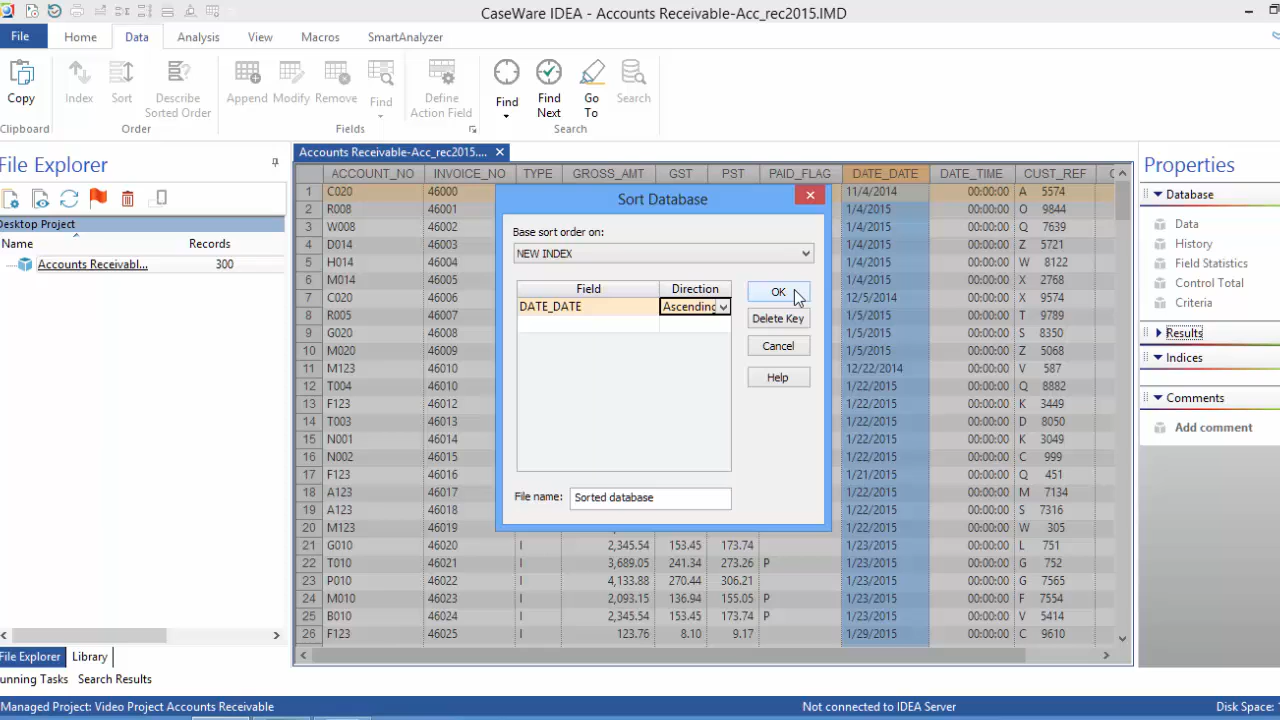 CaseWare IDEA - Accounts Receivable-Acc_rec2015.IMD
File Home Data Analysis View Macros SmartAnalyzer
Copy Index Sort Describe Sorted Order Append Modify Remove Find Define Action Field Find Find Next Go To Search
Clipboard Order Fields Search
File Explorer
Desktop Project
Name Records
Accounts Receivabl... 300
File Explorer Library
Running Tasks Search Results
Managed Project: Video Project Accounts Receivable Not connected to IDEA Server Disk Space:
Accounts Receivable-Acc_rec2015....
ACCOUNT_NO INVOICE_NO TYPE GROSS_AMT GST PST PAID_FLAG DATE_DATE DATE_TIME CUST_REF
1 C020 46000 11/4/2014 00:00:00 A 5574
2 R008 46001 1/4/2015 00:00:00 O 9844
3 W008 46002 1/4/2015 00:00:00 Q 7639
4 D014 46003 1/4/2015 00:00:00 Z 5721
5 H014 46004 1/4/2015 00:00:00 W 8122
6 M014 46005 1/4/2015 00:00:00 X 2768
7 C020 46006 12/5/2014 00:00:00 X 9574
8 R005 46007 1/5/2015 00:00:00 T 9789
9 G020 46008 1/5/2015 00:00:00 S 8350
10 M020 46009 1/5/2015 00:00:00 Z 5068
11 M123 46010 12/22/2014 00:00:00 V 587
12 T004 46010 1/22/2015 00:00:00 Q 8882
13 F123 46012 1/22/2015 00:00:00 K 3449
14 T003 46013 1/22/2015 00:00:00 D 8050
15 N001 46014 1/22/2015 00:00:00 K 3049
16 N002 46015 1/22/2015 00:00:00 C 999
17 F123 46016 1/21/2015 00:00:00 Q 451
18 A123 46017 1/22/2015 00:00:00 M 7134
19 A123 46018 1/22/2015 00:00:00 S 7316
20 M123 46019 1/22/2015 00:00:00 W 305
21 G010 46020 I 2,345.54 153.45 173.74 1/23/2015 00:00:00 L 751
22 T010 46021 I 3,689.05 241.34 273.26 P 1/23/2015 00:00:00 G 752
23 P010 46022 I 4,133.88 270.44 306.21 1/23/2015 00:00:00 G 7565
24 M010 46023 I 2,093.15 136.94 155.05 P 1/23/2015 00:00:00 F 7554
25 B010 46024 I 2,345.54 153.45 173.74 P 1/23/2015 00:00:00 V 5414
26 F123 46025 I 123.76 8.10 9.17 1/29/2015 00:00:00 C 9610
Sort Database
Base sort order on:
NEW INDEX
Field Direction
DATE_DATE Ascending
OK
Delete Key
Cancel
Help
File name: Sorted database
Properties
Database
Data
History
Field Statistics
Control Total
Criteria
Results
Indices
Comments
Add comment